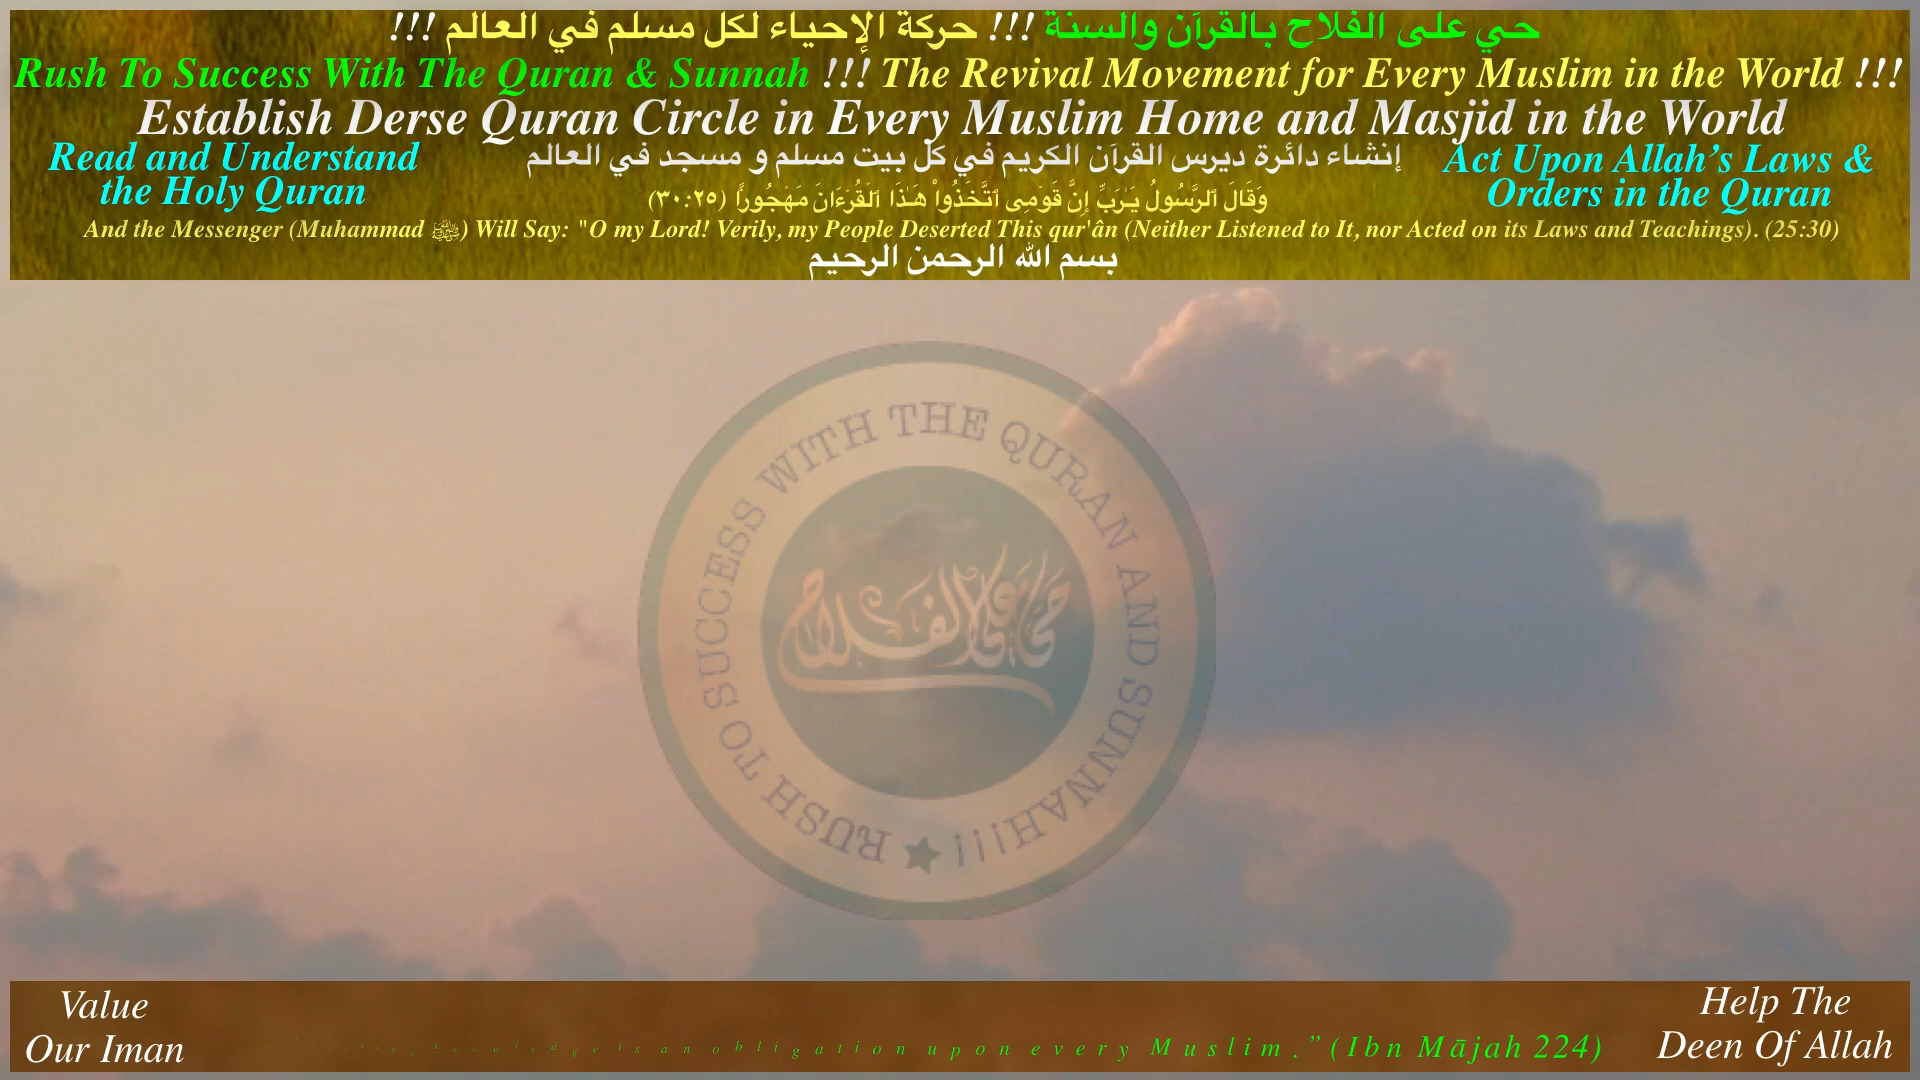 حي على الفلاح بالقرآن والسنة !!! حركة الإحياء لكل مسلم في العالم !!!
Rush To Success With The Quran & Sunnah !!! The Revival Movement for Every Muslim in the World !!!
Establish Derse Quran Circle in Every Muslim Home and Masjid in the World
Read and Understand
the Holy Quran
إنشاء دائرة ديرس القرآن الكريم في كل بيت مسلم و مسجد في العالم
Act Upon Allah’s Laws &
Orders in the Quran
وَقَالَ ٱلرَّسُولُ يَـٰرَبِّ إِنَّ قَوْمِى ٱتَّخَذُواْ هَـٰذَا ٱلْقُرْءَانَ مَهْجُورًا (٣٠:٢٥)
And the Messenger (Muhammad ﷺ) Will Say: "O my Lord! Verily, my People Deserted This qur'ân (Neither Listened to It, nor Acted on its Laws and Teachings). (25:30)
بسم الله الرحمن الرحيم
RUSH TO SUCCESS WITH THE QURAN AND SUNNAH!!!
حي على الفلاح
Value
Our Iman
knowledge is an obligation upon every Muslim.” (Ibn Mājah 224)
Help The
Deen Of Allah